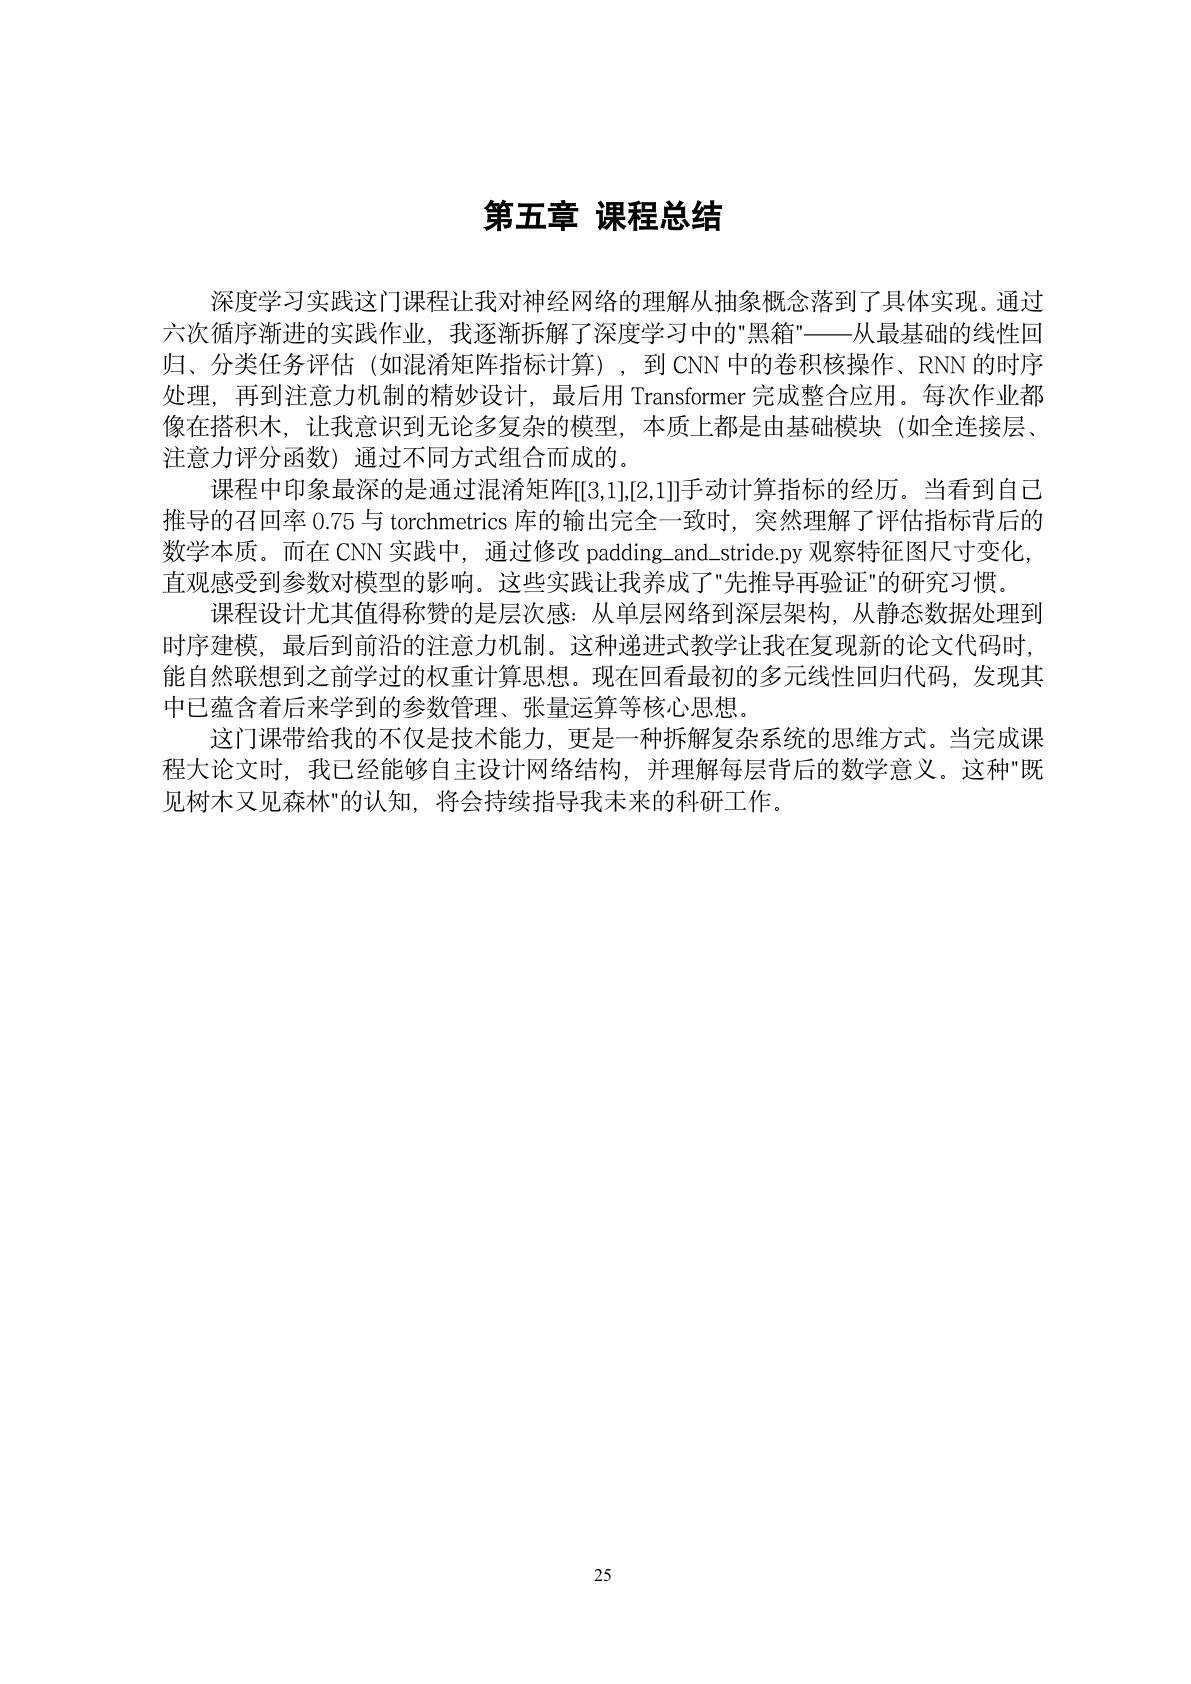 第五章 课程总结
深度学习实践这门课程让我对神经网络的理解从抽象概念落到了具体实现。通过
六次循序渐进的实践作业，我逐渐拆解了深度学习中的"黑箱"——从最基础的线性回
归、分类任务评估（如混淆矩阵指标计算），到 CNN 中的卷积核操作、RNN 的时序
处理，再到注意力机制的精妙设计，最后用 Transformer 完成整合应用。每次作业都
像在搭积木，让我意识到无论多复杂的模型，本质上都是由基础模块（如全连接层、
注意力评分函数）通过不同方式组合而成的。
课程中印象最深的是通过混淆矩阵[[3,1],[2,1]]手动计算指标的经历。当看到自己
推导的召回率 0.75 与 torchmetrics 库的输出完全一致时，突然理解了评估指标背后的
数学本质。而在 CNN 实践中，通过修改 padding_and_stride.py 观察特征图尺寸变化，
直观感受到参数对模型的影响。这些实践让我养成了"先推导再验证"的研究习惯。
课程设计尤其值得称赞的是层次感：从单层网络到深层架构，从静态数据处理到
时序建模，最后到前沿的注意力机制。这种递进式教学让我在复现新的论文代码时，
能自然联想到之前学过的权重计算思想。现在回看最初的多元线性回归代码，发现其
中已蕴含着后来学到的参数管理、张量运算等核心思想。
这门课带给我的不仅是技术能力，更是一种拆解复杂系统的思维方式。当完成课
程大论文时，我已经能够自主设计网络结构，并理解每层背后的数学意义。这种"既
见树木又见森林"的认知，将会持续指导我未来的科研工作。
25